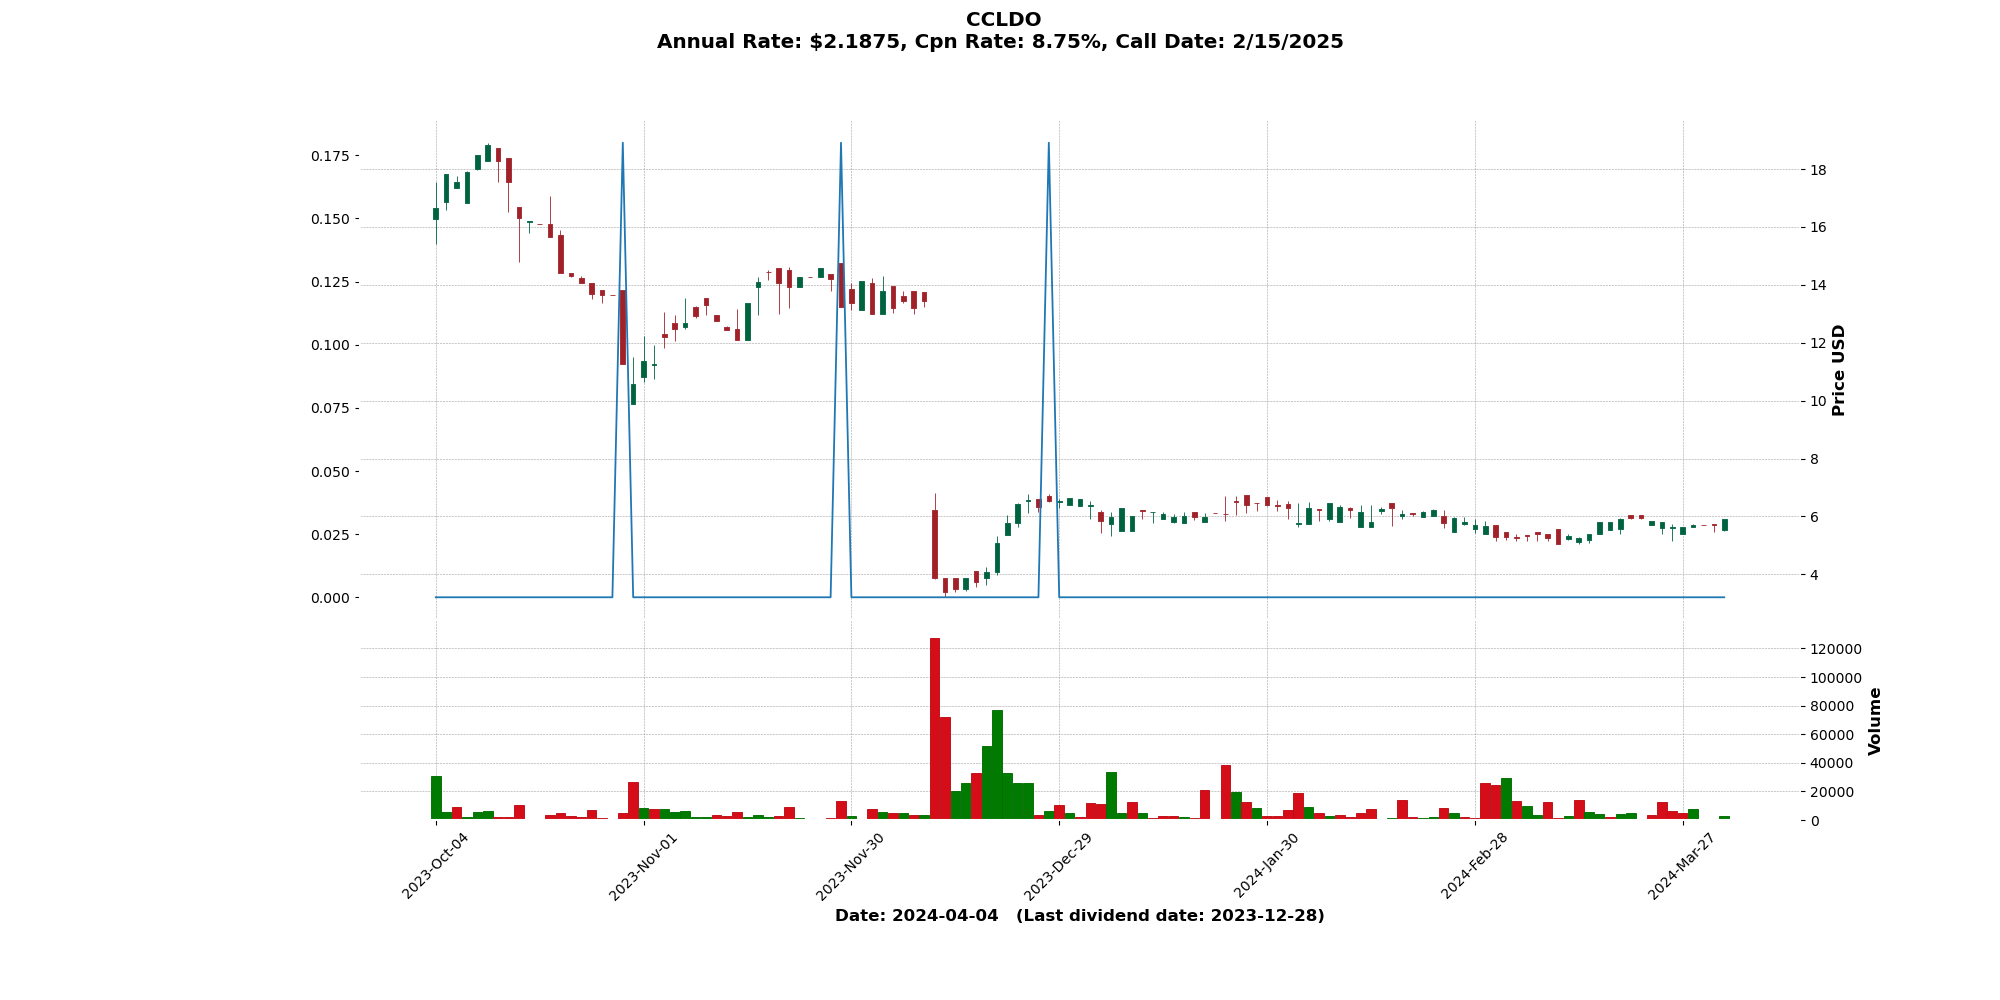 CCLDO
Annual Rate: $2.1875, Cpn Rate: 8.75%, Call Date: 2/15/2025
0.175
0.150
0.125
0.100
0.075
0.050
0.025
0.000
18
16
14
12
10
8
6
4
Price USD
120000
100000
80000
60000
40000
20000
0
Volume
2023-Oct-04
2023-Nov-01
2023-Nov-30
2023-Dec-29
2024-Jan-30
2024-Feb-28
2024-Mar-27
Date: 2024-04-04 (Last dividend date: 2023-12-28)